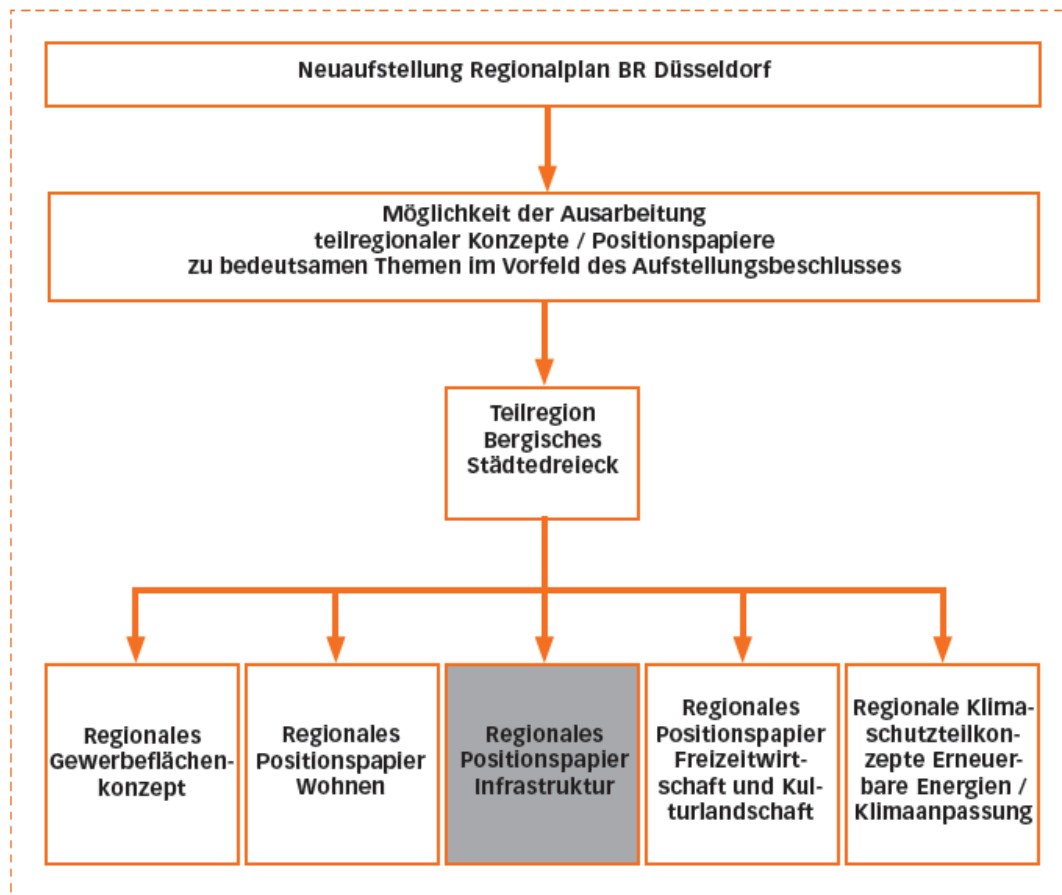 Neuaufstellung Regionalplan BR Düsseldorf
Möglichkeit der Ausarbeitung
teilregionaler Konzepte / Positionspapiere
zu bedeutsamen Themen im Vorfeld des Aufstellungsbeschlusses
Teilregion
Bergisches
Städtedreieck
Regionales
Gewerbeflächen-
konzept
Regionales
Positionspapier
Wohnen
Regionales
Positionspapier
Infrastruktur
Regionales
Positionspapier
Freizeitwirt-
schaft und Kul-
turlandschaft
Regionale Klima-
schutzteilkon-
zepte Erneuer-
bare Energien /
Klimaanpassung